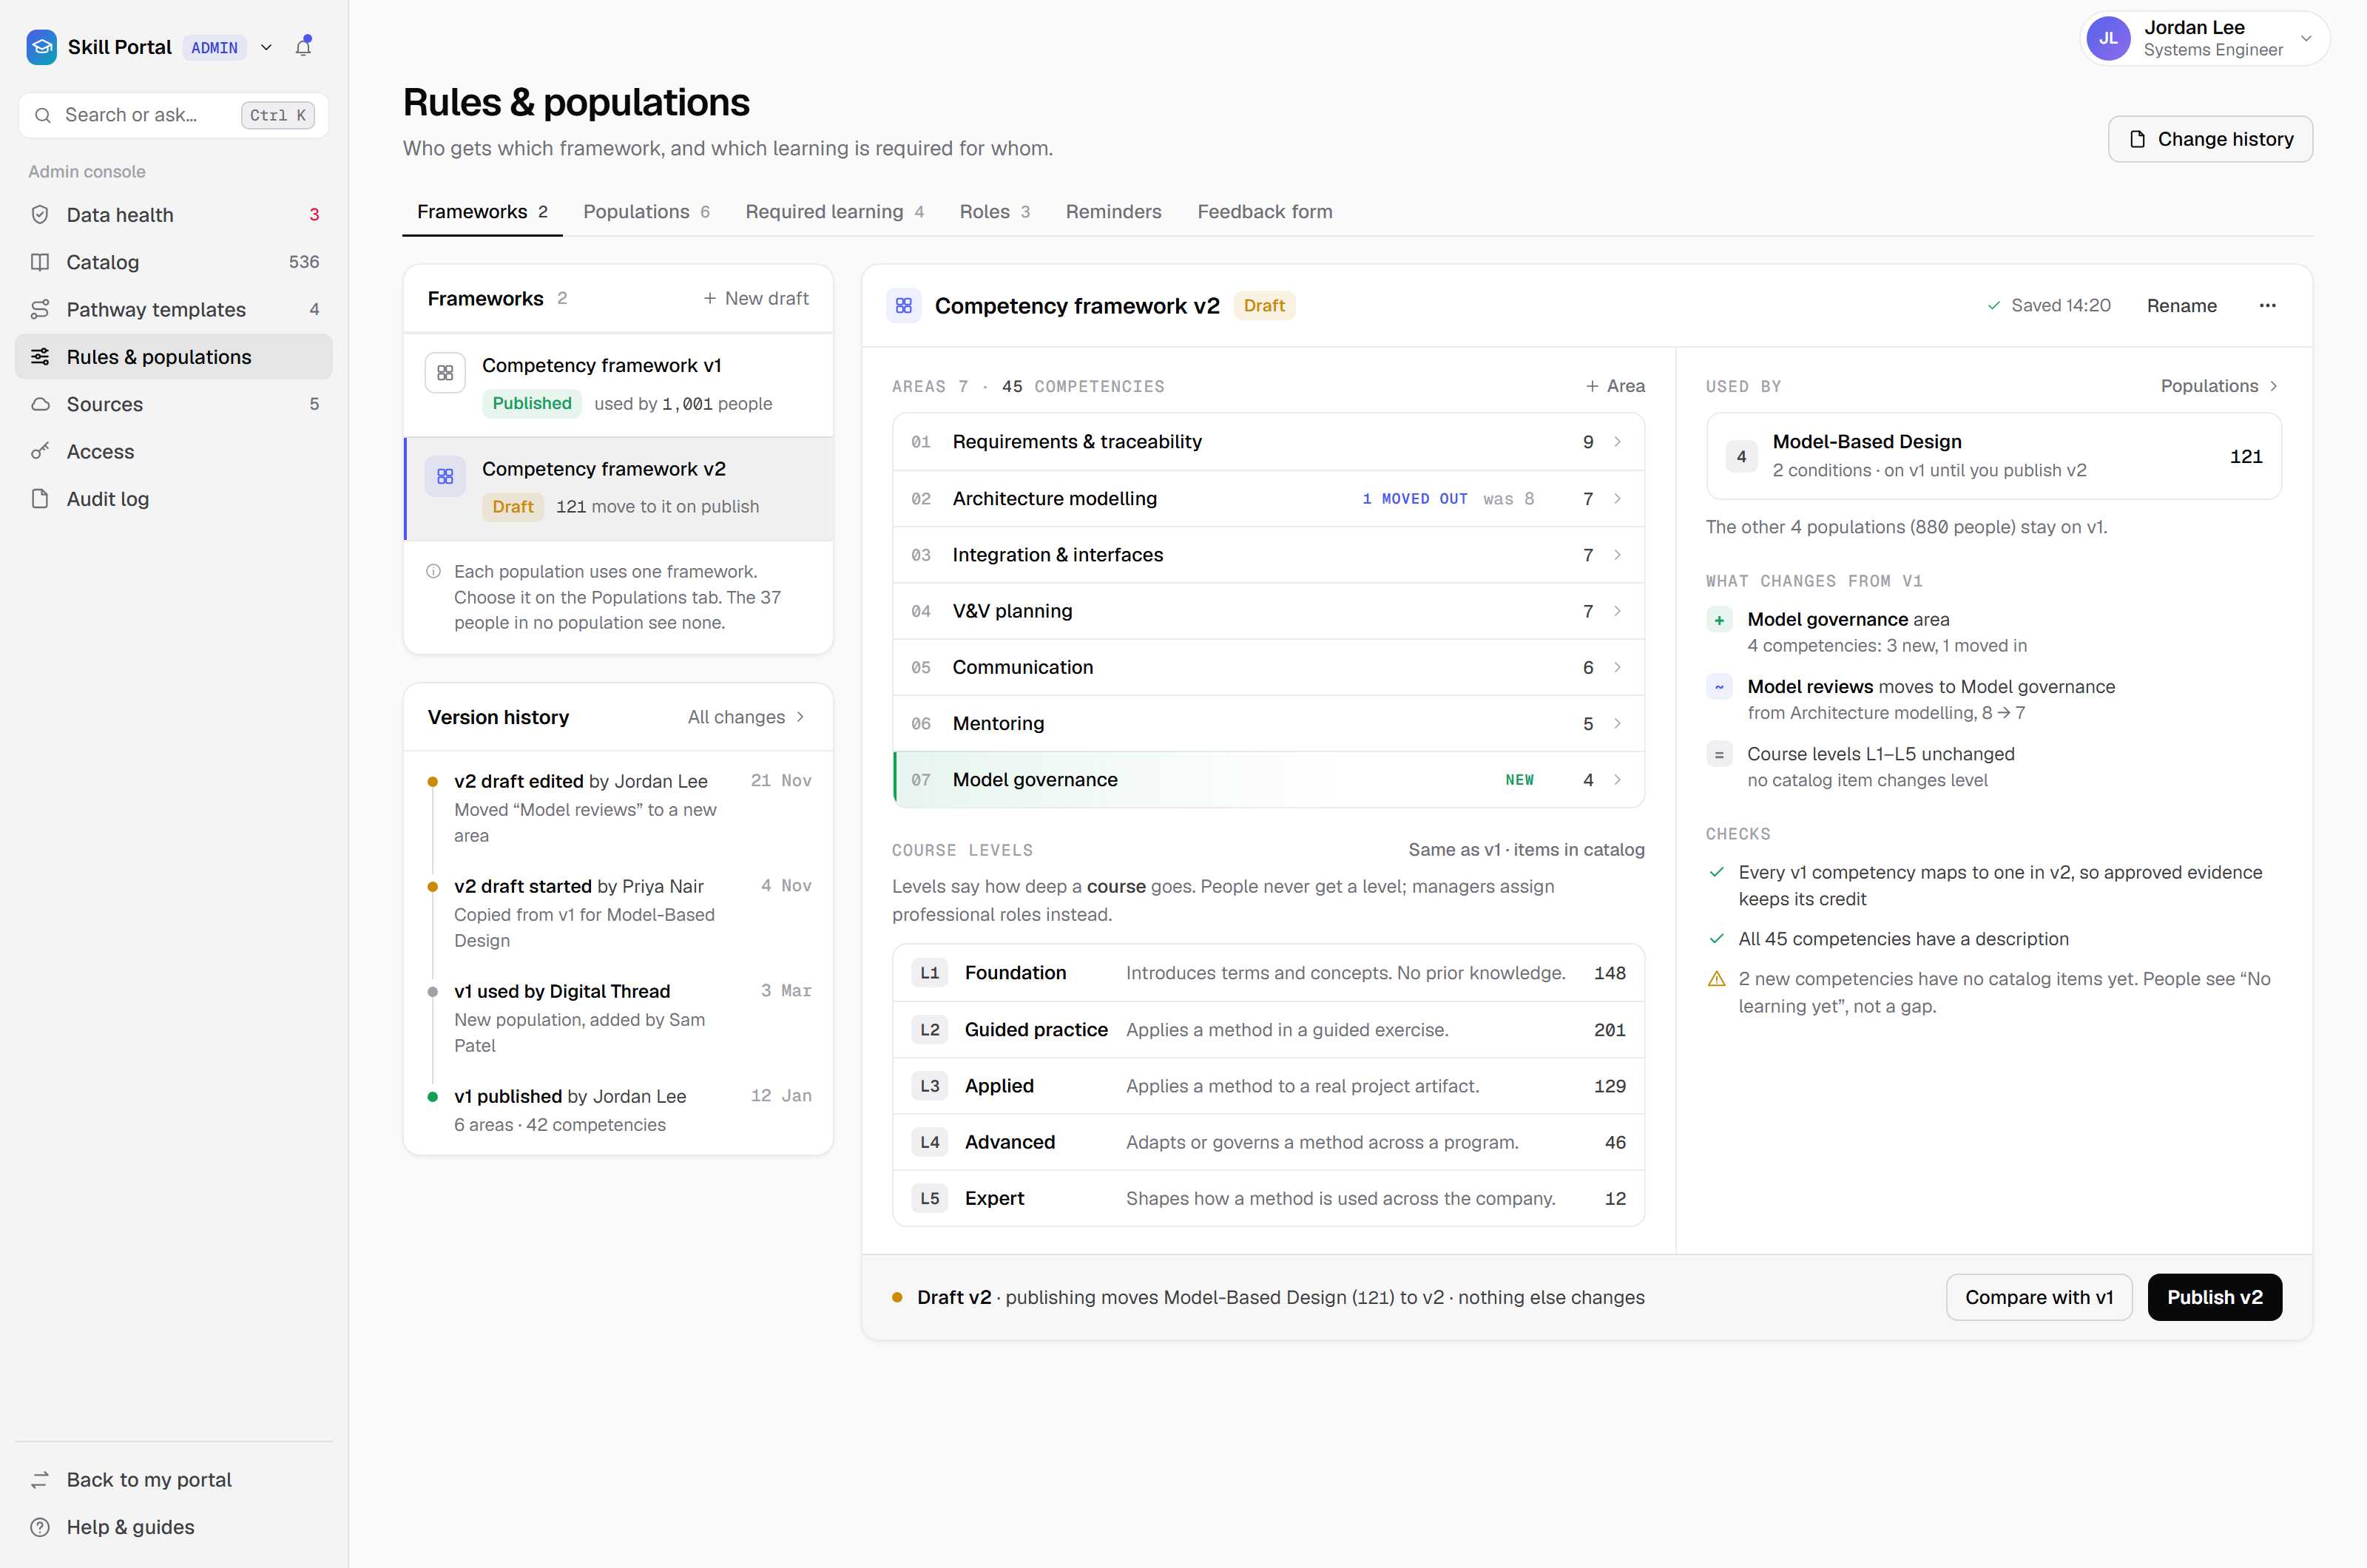 Skill Portal ADMIN
Search or ask… Ctrl K
Admin console
Data health 3
Catalog 536
Pathway templates 4
Rules & populations
Sources 5
Access
Audit log
Back to my portal
Help & guides
JL Jordan Lee
Systems Engineer
Rules & populations
Who gets which framework, and which learning is required for whom.
Change history
Frameworks 2 Populations 6 Required learning 4 Roles 3 Reminders Feedback form
Frameworks 2 + New draft
Competency framework v1
Published used by 1,001 people
Competency framework v2
Draft 121 move to it on publish
Each population uses one framework.
Choose it on the Populations tab. The 37
people in no population see none.
Version history All changes
v2 draft edited by Jordan Lee 21 Nov
Moved “Model reviews” to a new
area
v2 draft started by Priya Nair 4 Nov
Copied from v1 for Model-Based
Design
v1 used by Digital Thread 3 Mar
New population, added by Sam
Patel
v1 published by Jordan Lee 12 Jan
6 areas · 42 competencies
Competency framework v2 Draft Saved 14:20 Rename
AREAS 7 · 45 COMPETENCIES + Area
01 Requirements & traceability 9
02 Architecture modelling 1 MOVED OUT was 8 7
03 Integration & interfaces 7
04 V&V planning 7
05 Communication 6
06 Mentoring 5
07 Model governance NEW 4
COURSE LEVELS Same as v1 · items in catalog
Levels say how deep a course goes. People never get a level; managers assign
professional roles instead.
L1 Foundation Introduces terms and concepts. No prior knowledge. 148
L2 Guided practice Applies a method in a guided exercise. 201
L3 Applied Applies a method to a real project artifact. 129
L4 Advanced Adapts or governs a method across a program. 46
L5 Expert Shapes how a method is used across the company. 12
USED BY Populations
4 Model-Based Design 121
2 conditions · on v1 until you publish v2
The other 4 populations (880 people) stay on v1.
WHAT CHANGES FROM V1
+ Model governance area
4 competencies: 3 new, 1 moved in
~ Model reviews moves to Model governance
from Architecture modelling, 8 → 7
= Course levels L1–L5 unchanged
no catalog item changes level
CHECKS
Every v1 competency maps to one in v2, so approved evidence
keeps its credit
All 45 competencies have a description
2 new competencies have no catalog items yet. People see “No
learning yet”, not a gap.
Draft v2 · publishing moves Model-Based Design (121) to v2 · nothing else changes
Compare with v1 Publish v2